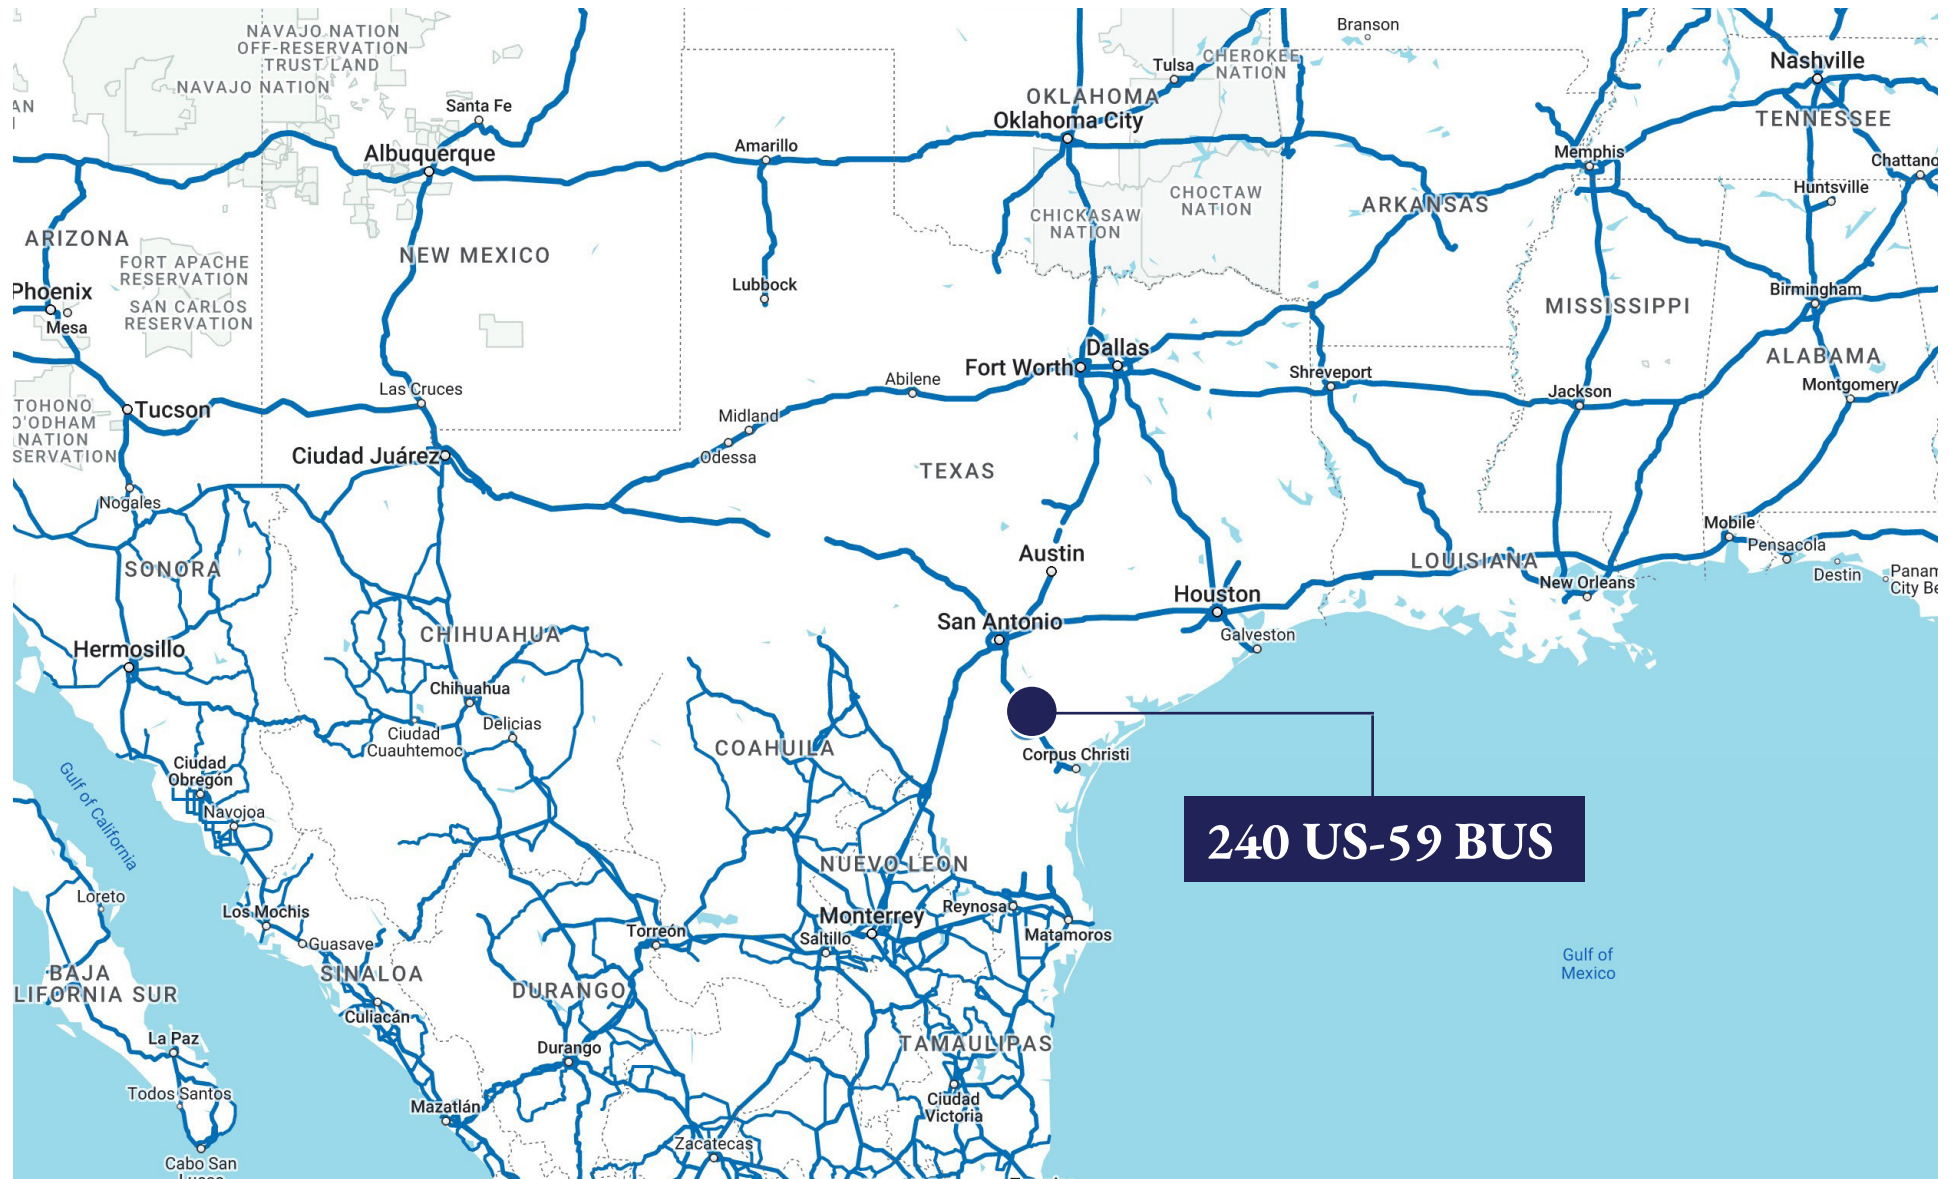 NAVAJO NATION
OFF-RESERVATION
TRUST LAND
NAVAJO NATION
AN
Santa Fe
Albuquerque
Amarillo
Lubbock
Tulsa
CHEROKEE
NATION
OKLAHOMA
Oklahoma City
CHICKASAW
NATION
CHOCTAW
NATION
Branson
Nashville
TENNESSEE
Memphis
Chattano
Huntsville
ARKANSAS
ARIZONA
FORT APACHE
RESERVATION
SAN CARLOS
RESERVATION
Phoenix
Mesa
NEW MEXICO
MISSISSIPPI
Birmingham
ALABAMA
Montgomery
Dallas
Fort Worth
Abilene
Shreveport
Jackson
Las Cruces
Tucson
TOHONO
O'ODHAM
NATION
SERVATION
Midland
Odessa
Ciudad Juárez
TEXAS
Nogales
Mobile
Pensacola
Destin
Panam
City Be
Austin
LOUISIANA
New Orleans
SONORA
Houston
San Antonio
Galveston
CHIHUAHUA
Hermosillo
Chihuahua
Delicias
Ciudad
Cuauhtemoc
COAHUILA
Corpus Christi
Ciudad
Obregón
Navojoa
Gulf of California
240 US-59 BUS
NUEVO LEON
Loreto
Los Mochis
Guasave
Monterrey
Reynosa
Torreón
Saltillo
Matamoros
Gulf of
Mexico
BAJA
LIFORNIA SUR
SINALOA
DURANGO
Culiacán
La Paz
Durango
TAMAULIPAS
Todos Santos
Mazatlán
Ciudad
Victoria
Zacatecas
Cabo San
Lucas